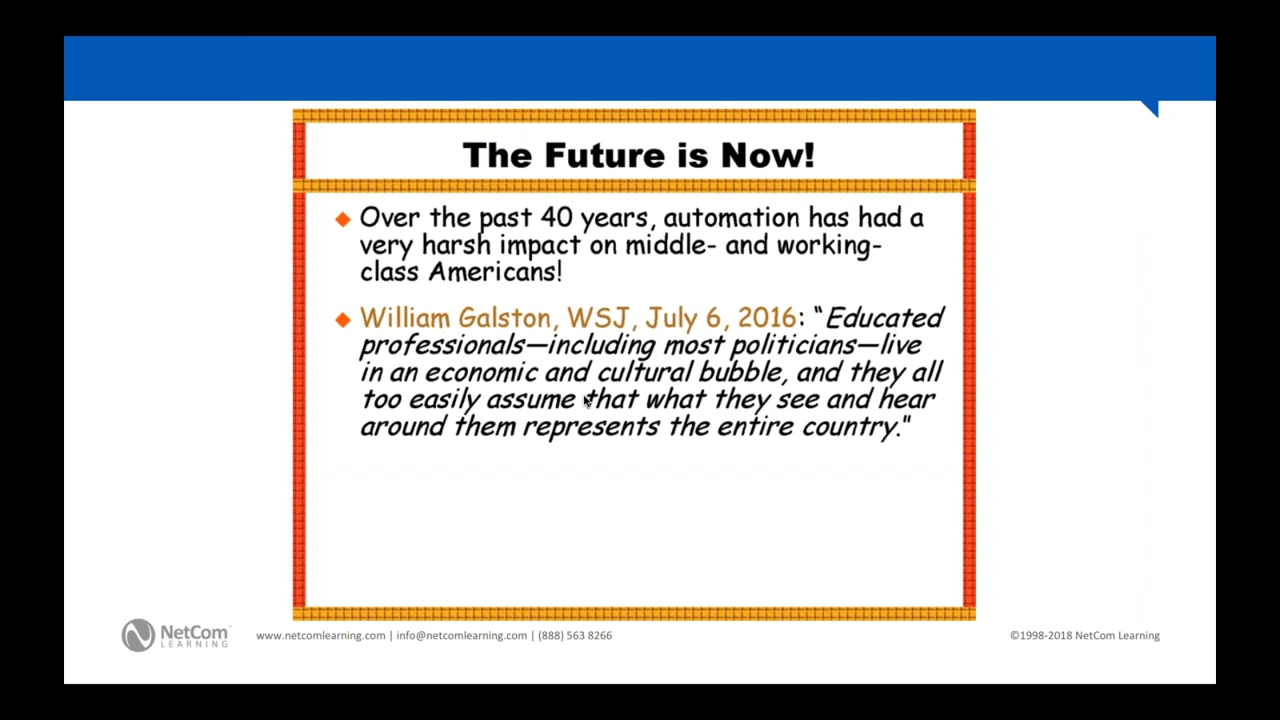 The Future is Now!
◆ Over the past 40 years, automation has had a
very harsh impact on middle- and working-
class Americans!
◆ William Galston, WSJ, July 6, 2016: “Educated
professionals—including most politicians—live
in an economic and cultural bubble, and they all
too easily assume that what they see and hear
around them represents the entire country.”
NetCom™
LEARNING
www.netcomlearning.com | info@netcomlearning.com | (888) 563 8266
©1998-2018 NetCom Learning